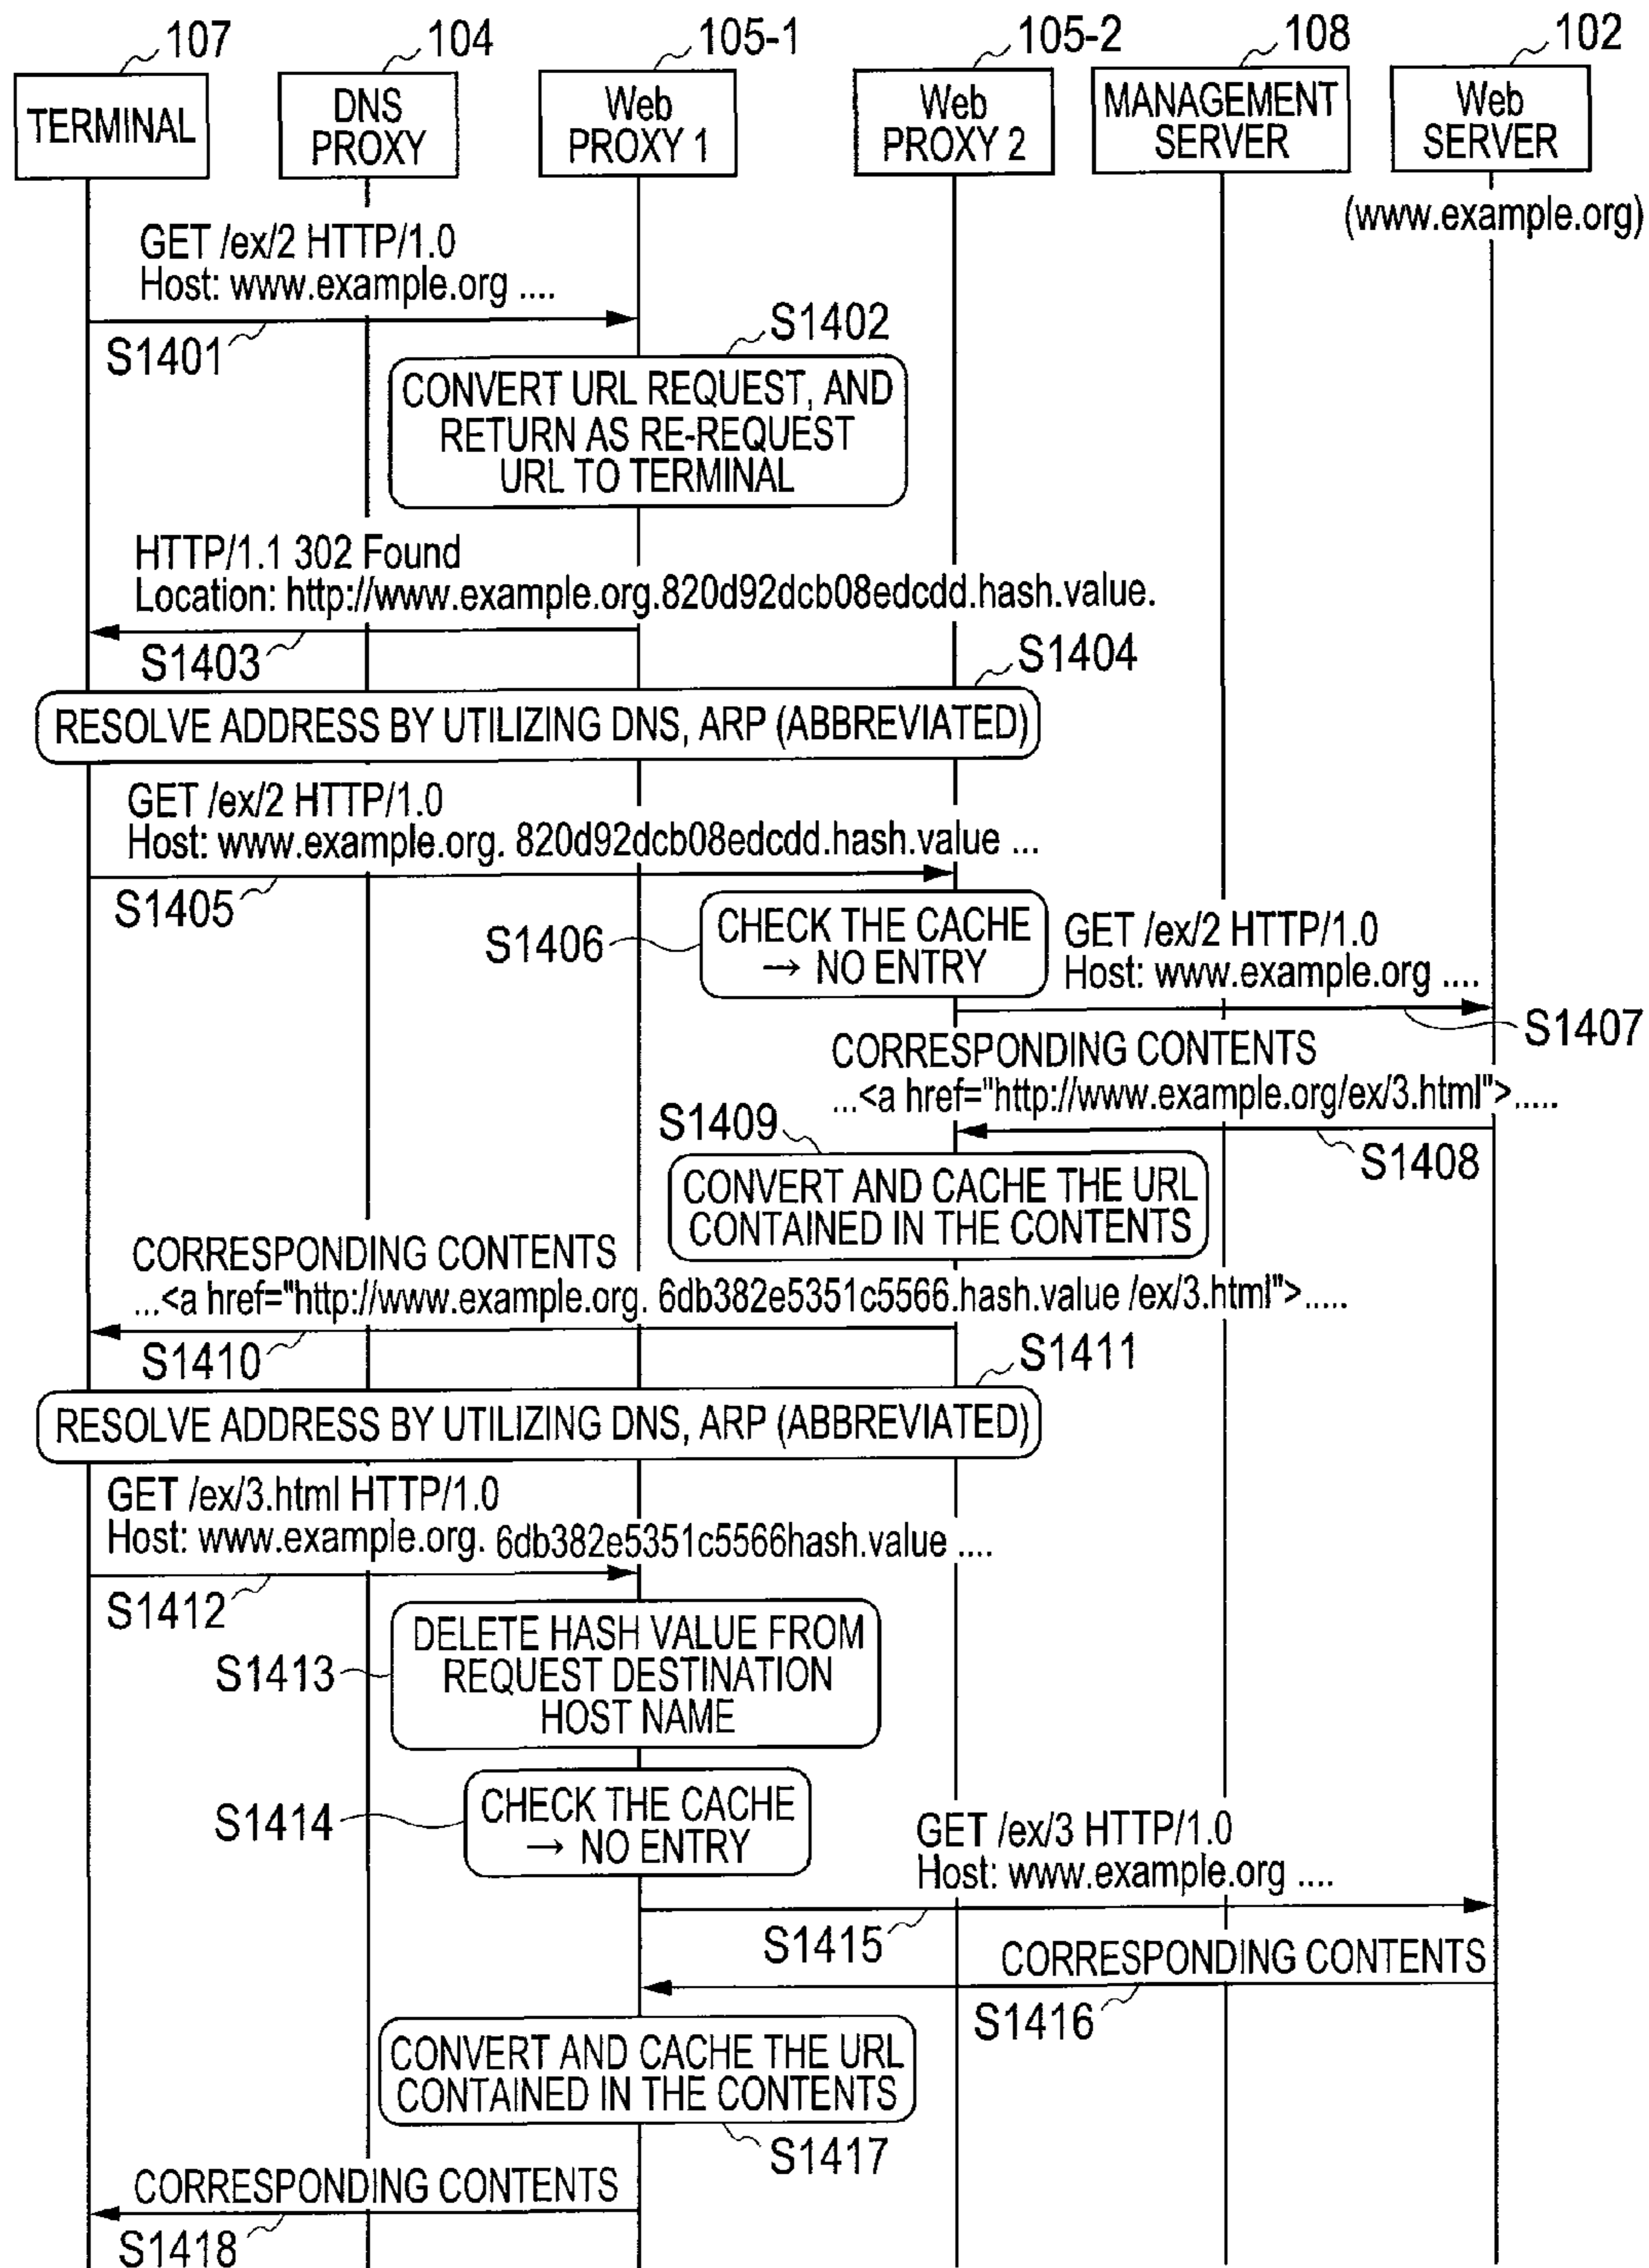 107
104
105-1
105-2
108
102
TERMINAL
DNS
PROXY
Web
PROXY 1
Web
PROXY 2
MANAGEMENT
SERVER
Web
SERVER
(www.example.org)
GET /ex/2 HTTP/1.0
Host: www.example.org ....
S1401
S1402
CONVERT URL REQUEST, AND
RETURN AS RE-REQUEST
URL TO TERMINAL
HTTP/1.1 302 Found
Location: http://www.example.org.820d92dcb08edcdd.hash.value.
S1403
S1404
RESOLVE ADDRESS BY UTILIZING DNS, ARP (ABBREVIATED)
GET /ex/2 HTTP/1.0
Host: www.example.org. 820d92dcb08edcdd.hash.value ...
S1405
S1406
CHECK THE CACHE
→ NO ENTRY
GET /ex/2 HTTP/1.0
Host: www.example.org ....
S1407
CORRESPONDING CONTENTS
...<a href="http://www.example.org/ex/3.html">.....
S1408
S1409
CONVERT AND CACHE THE URL
CONTAINED IN THE CONTENTS
CORRESPONDING CONTENTS
...<a href="http://www.example.org. 6db382e5351c5566.hash.value /ex/3.html">.....
S1410
S1411
RESOLVE ADDRESS BY UTILIZING DNS, ARP (ABBREVIATED)
GET /ex/3.html HTTP/1.0
Host: www.example.org. 6db382e5351c5566hash.value ....
S1412
S1413
DELETE HASH VALUE FROM
REQUEST DESTINATION
HOST NAME
S1414
CHECK THE CACHE
→ NO ENTRY
GET /ex/3 HTTP/1.0
Host: www.example.org ....
S1415
CORRESPONDING CONTENTS
S1416
CONVERT AND CACHE THE URL
CONTAINED IN THE CONTENTS
S1417
CORRESPONDING CONTENTS
S1418